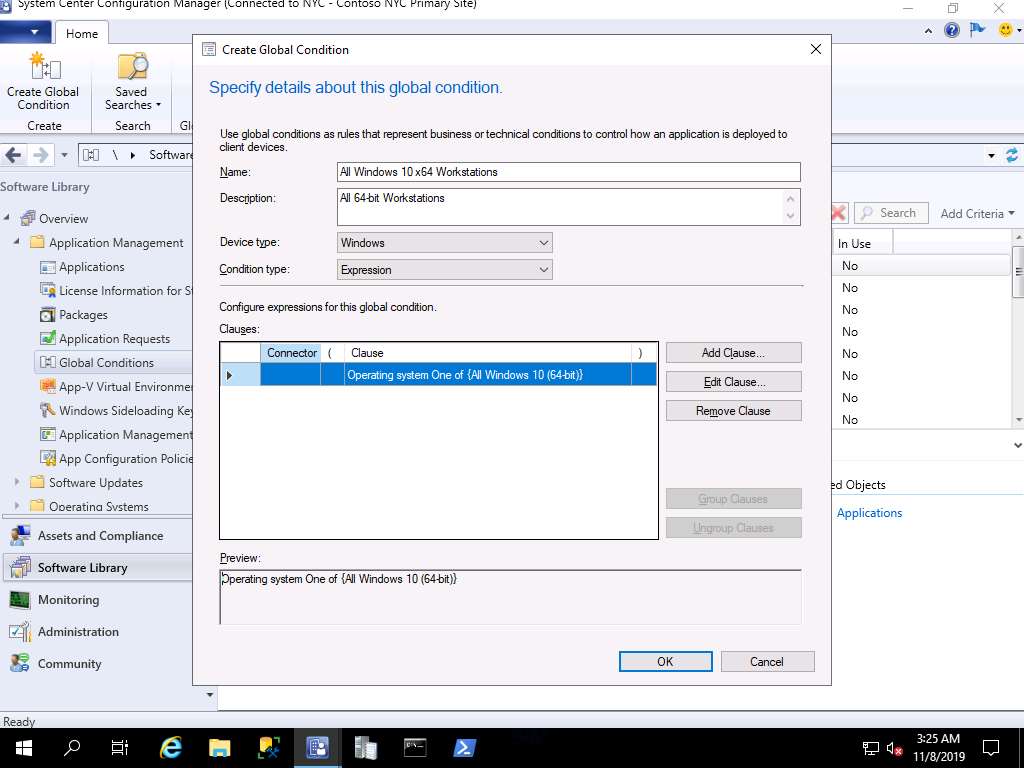 System Center Configuration Manager (Connected to NYC - Contoso NYC Primary Site)
Home
Create Global
Condition
Saved
Searches
Create
Search
\
Software Library
Overview
Application Management
Applications
License Information for
Packages
Application Requests
Global Conditions
App-V Virtual
Windows Sideloading
Application Management
App Configuration
Software Updates
Operating Systems
Assets and Compliance
Software Library
Monitoring
Administration
Community
Ready
Create Global Condition
Specify details about this global condition.
Use global conditions as rules that represent business or technical conditions to control how an application is deployed to
client devices.
Name:
All Windows 10 x64 Workstations
Description:
All 64-bit Workstations
Device type:
Windows
Condition type:
Expression
Configure expressions for this global condition.
Clauses:
Connector ( Clause )
Operating system One of {All Windows 10 (64-bit)}
Add Clause...
Edit Clause...
Remove Clause
Group Clauses
Ungroup Clauses
Preview:
Operating system One of {All Windows 10 (64-bit)}
OK
Cancel
Search
Add Criteria
In Use
No
No
No
No
No
No
No
No
Objects
Applications
3:25 AM
11/8/2019